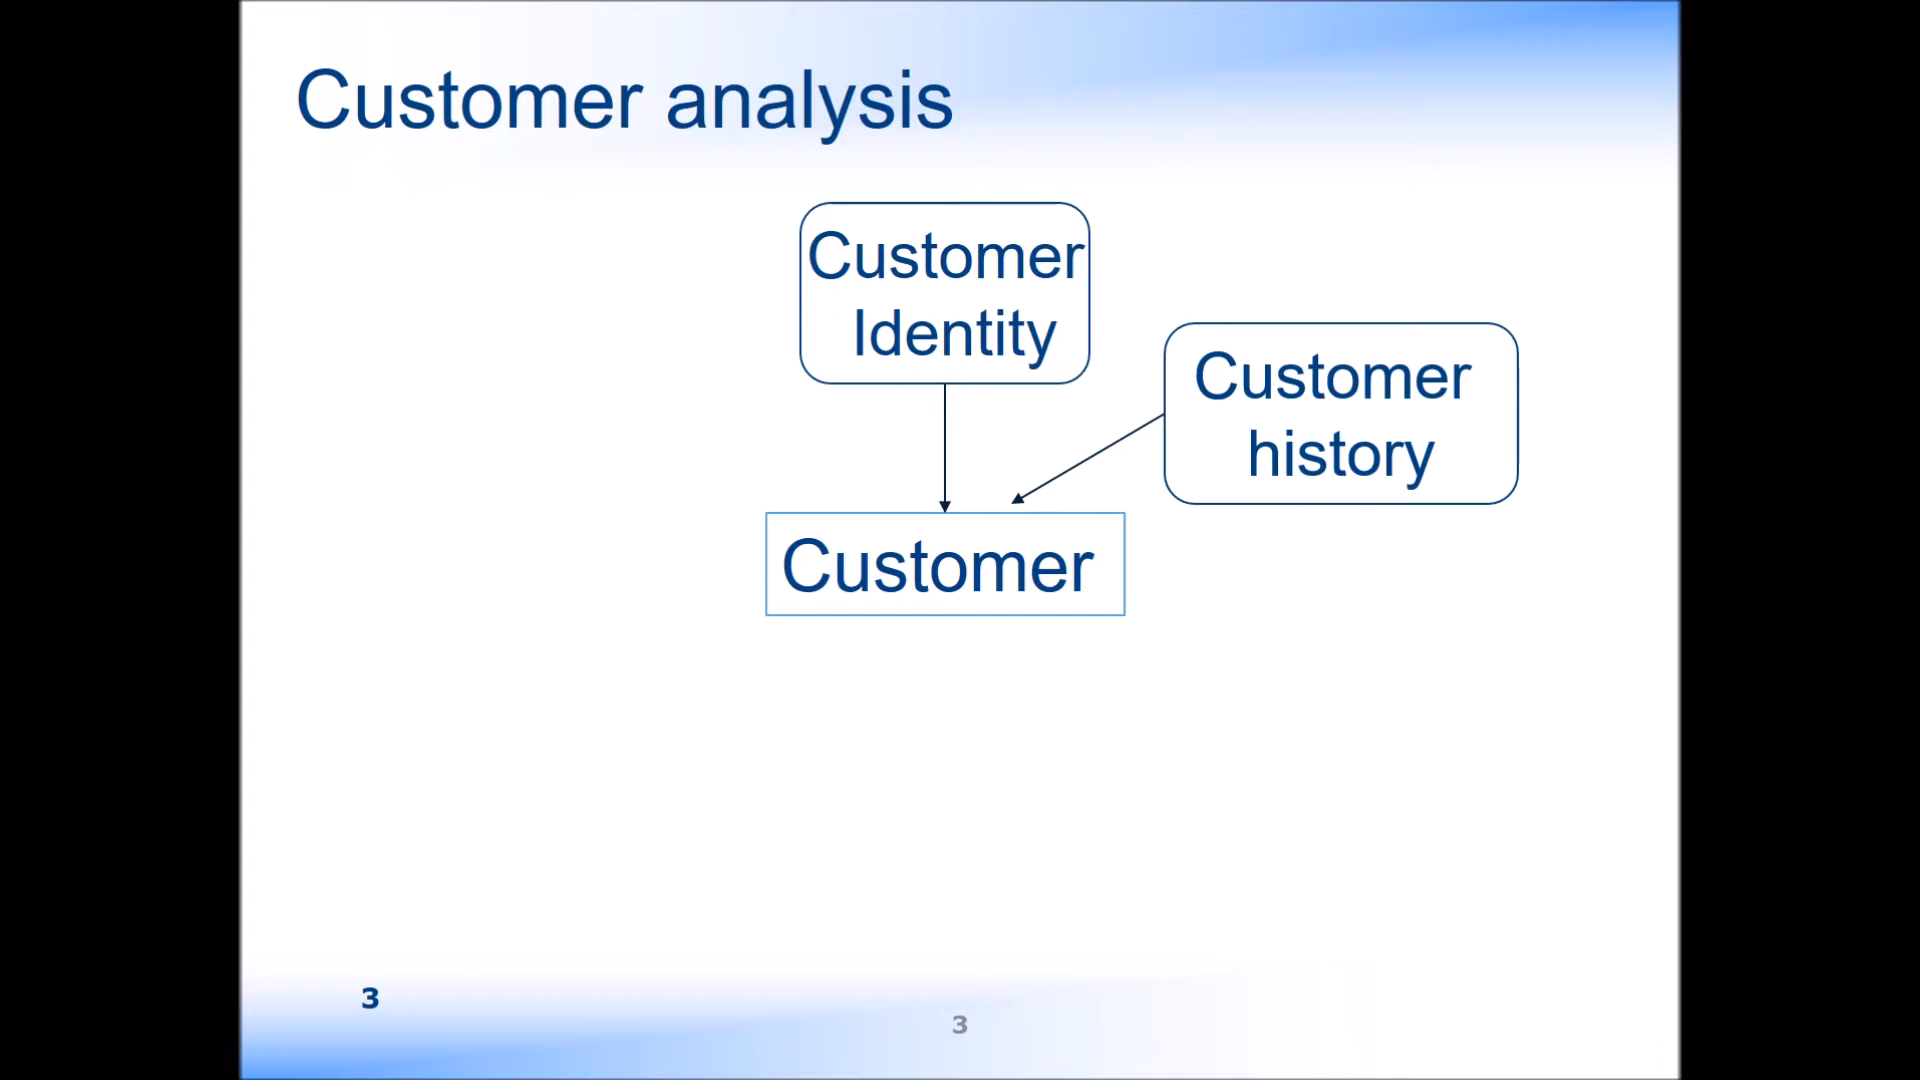 Customer analysis
Customer
Identity
Customer
history
Customer
3
3